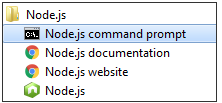 Node.js
Node.js command prompt
Node.js documentation
Node.js website
Node.js